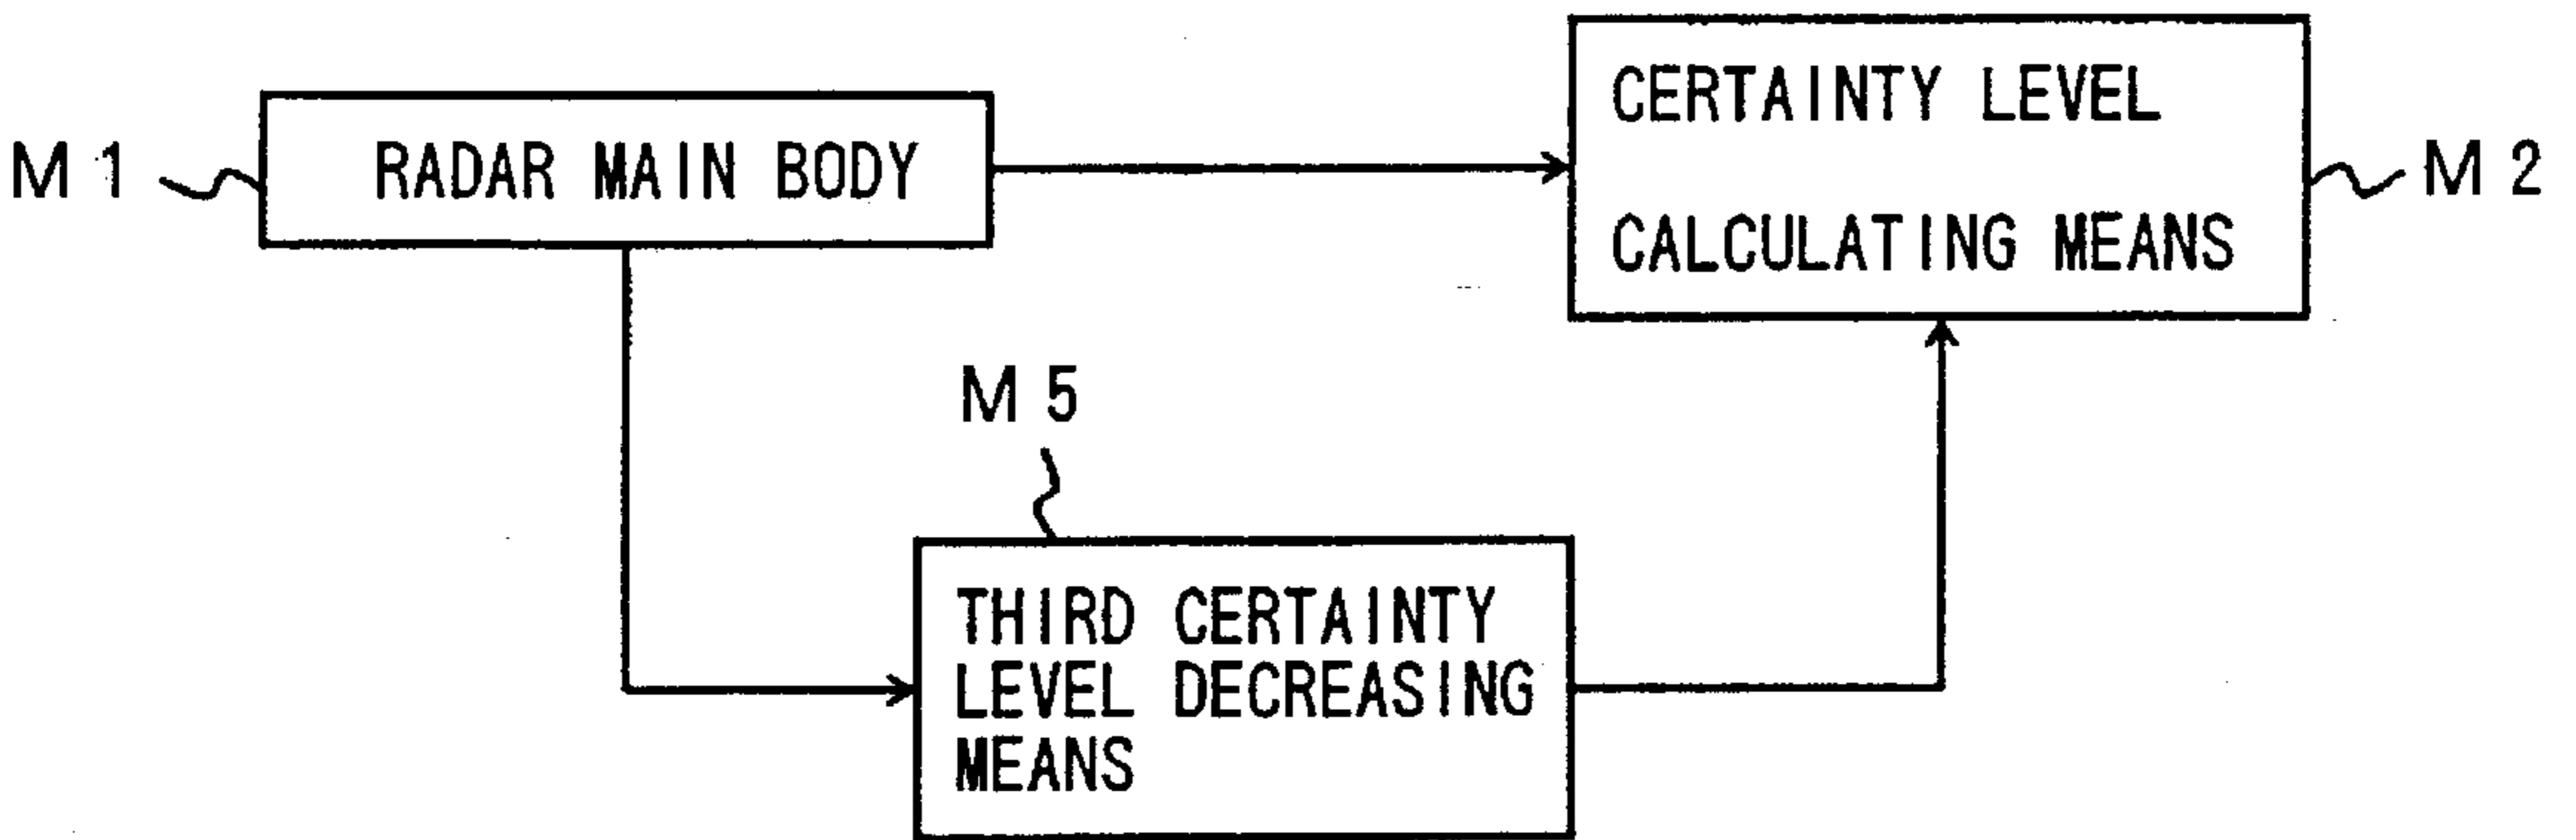 CERTAINTY LEVEL
CALCULATING MEANS
M 1
RADAR MAIN BODY
M 2
M 5
THIRD CERTAINTY
LEVEL DECREASING
MEANS